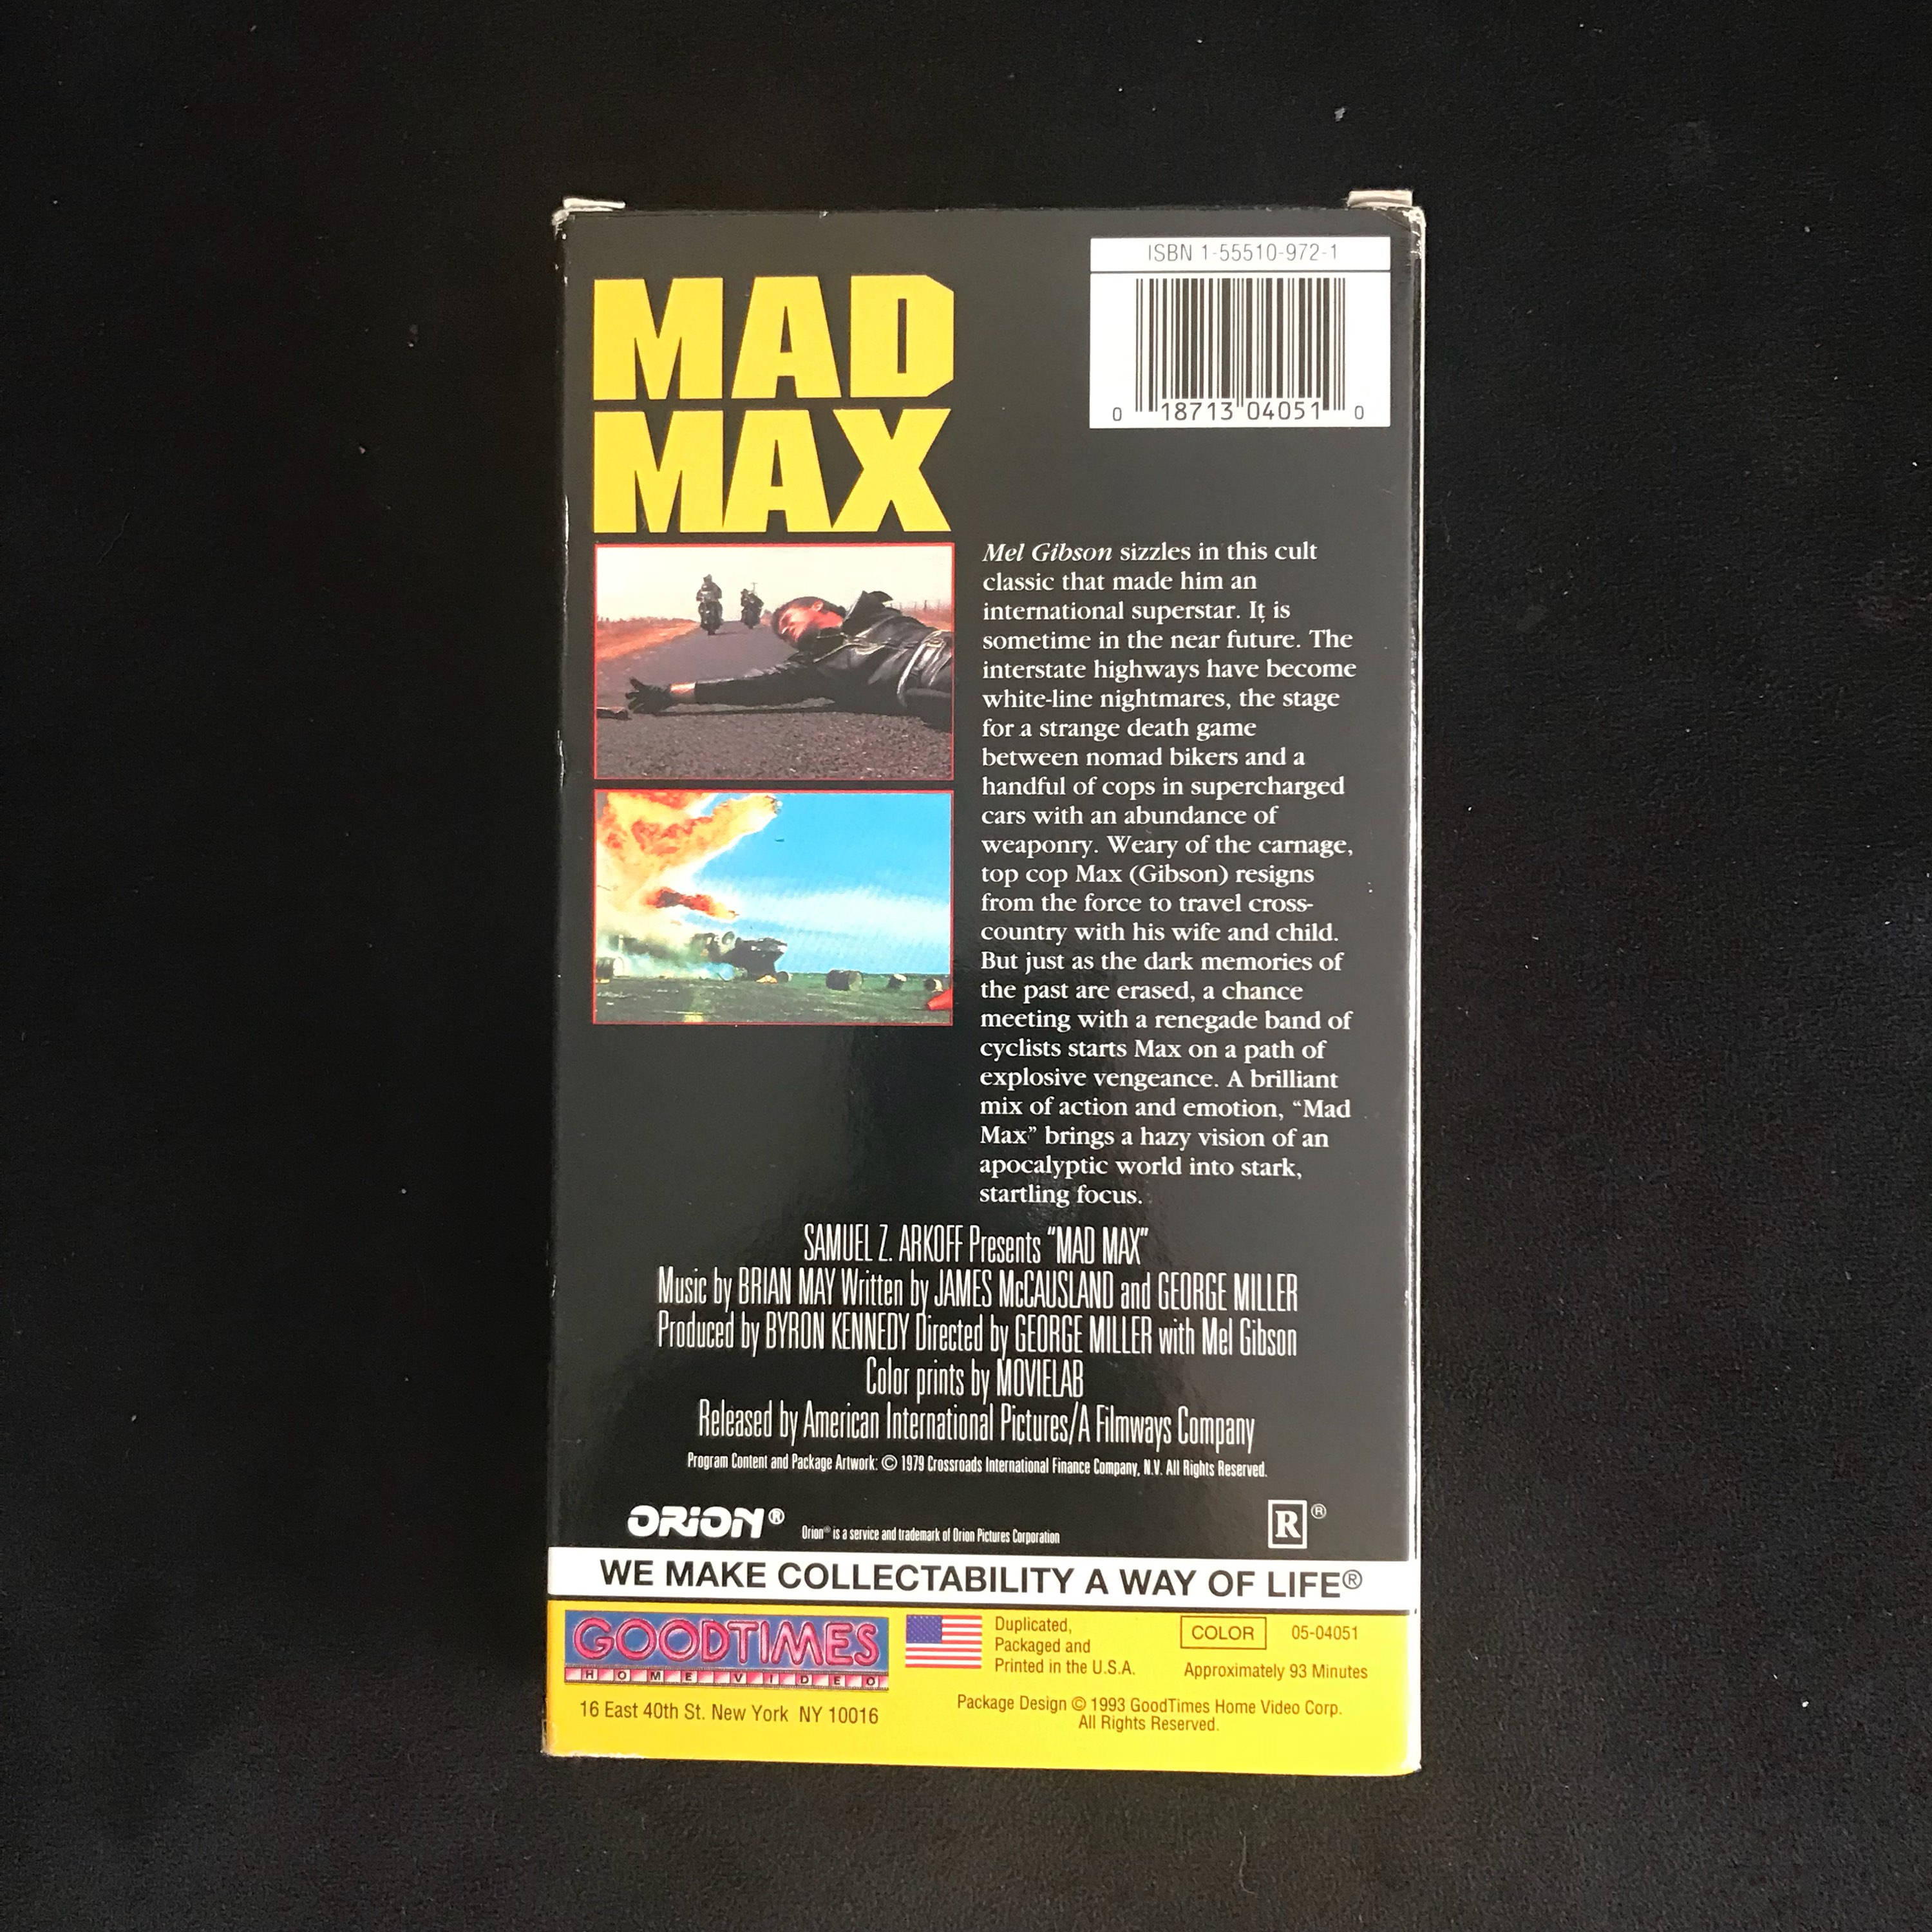 ISBN 1-55510-972-1
0 18713 04051 0
MAD
MAX
Mel Gibson sizzles in this cult
classic that made him an
international superstar. It is
sometime in the near future. The
interstate highways have become
white-line nightmares, the stage
for a strange death game
between nomad bikers and a
handful of cops in supercharged
cars with an abundance of
weaponry. Weary of the carnage,
top cop Max (Gibson) resigns
from the force to travel cross-
country with his wife and child.
But just as the dark memories of
the past are erased, a chance
meeting with a renegade band of
cyclists starts Max on a path of
explosive vengeance. A brilliant
mix of action and emotion, “Mad
Max” brings a hazy vision of an
apocalyptic world into stark,
startling focus.
SAMUEL Z. ARKOFF Presents “MAD MAX”
Music by BRIAN MAY Written by JAMES McCAUSLAND and GEORGE MILLER
Produced by BYRON KENNEDY Directed by GEORGE MILLER with Mel Gibson
Color prints by MOVIELAB
Released by American International Pictures/A Filmways Company
Program Content and Package Artwork: © 1979 Crossroads International Finance Company, N.V. All Rights Reserved.
ORION® Orion® is a service and trademark of Orion Pictures Corporation R®
WE MAKE COLLECTABILITY A WAY OF LIFE®
GOODTIMES
HOME VIDEO
16 East 40th St. New York NY 10016
Duplicated,
Packaged and
Printed in the U.S.A.
COLOR 05-04051
Approximately 93 Minutes
Package Design © 1993 GoodTimes Home Video Corp.
All Rights Reserved.